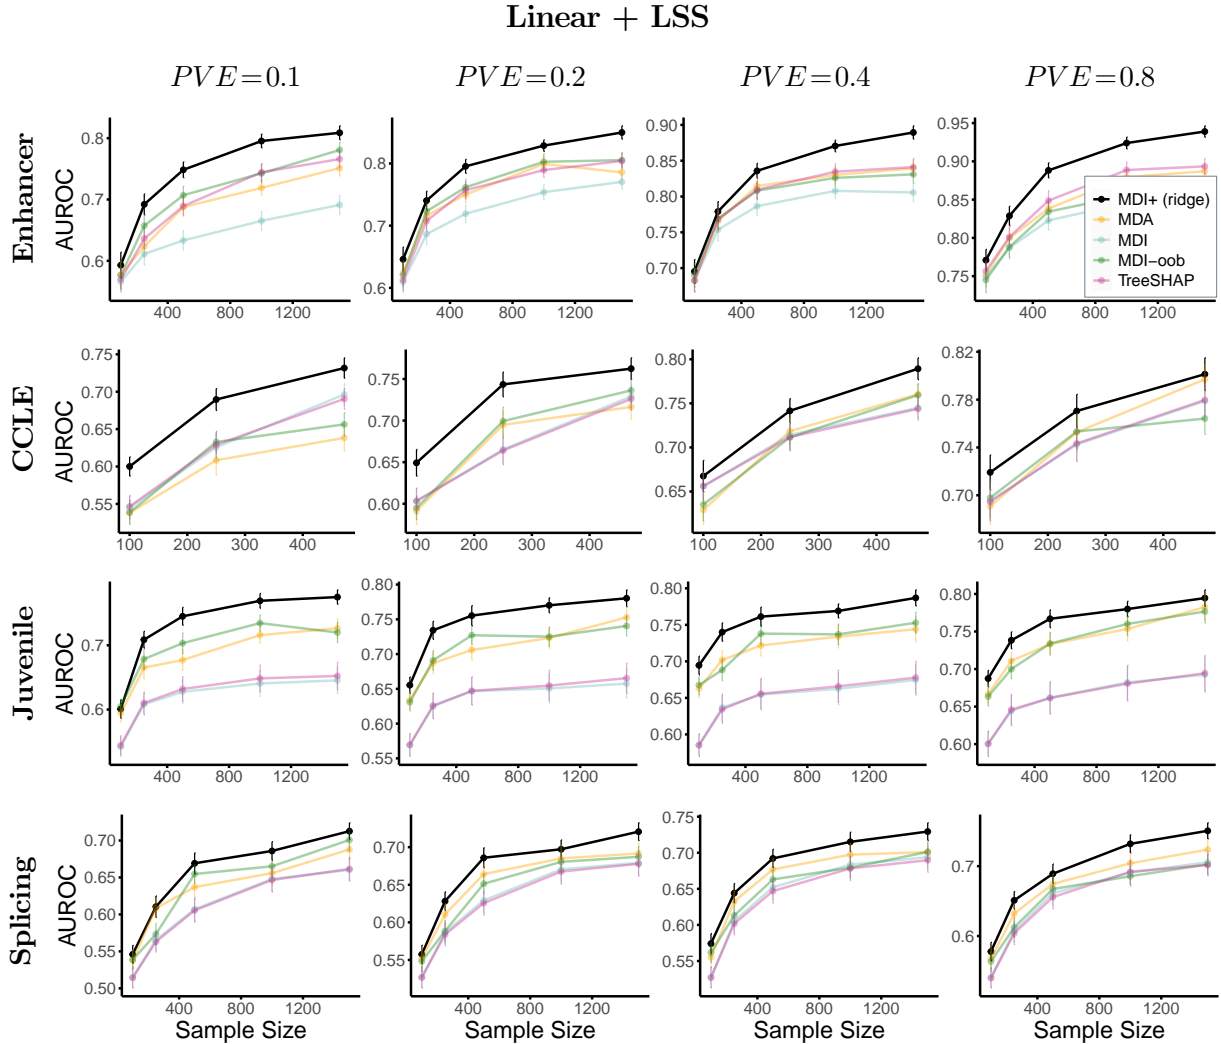 Linear + LSS
PVE=0.1 PVE=0.2 PVE=0.4 PVE=0.8
Enhancer
AUROC
0.8
0.7
0.6
400 800 1200
0.8
0.7
0.6
400 800 1200
0.90
0.85
0.80
0.75
0.70
400 800 1200
0.95
0.90
0.85
0.80
0.75
400 800 1200
MDI+ (ridge)
MDA
MDI
MDI−oob
TreeSHAP
CCLE
AUROC
0.75
0.70
0.65
0.60
0.55
100 200 300 400
0.75
0.70
0.65
0.60
100 200 300 400
0.80
0.75
0.70
0.65
100 200 300 400
0.82
0.78
0.74
0.70
100 200 300 400
Juvenile
AUROC
0.7
0.6
400 800 1200
0.80
0.75
0.70
0.65
0.60
0.55
400 800 1200
0.80
0.75
0.70
0.65
0.60
400 800 1200
0.80
0.75
0.70
0.65
0.60
400 800 1200
Splicing
AUROC
0.70
0.65
0.60
0.55
0.50
400 800 1200
Sample Size
0.70
0.65
0.60
0.55
400 800 1200
Sample Size
0.75
0.70
0.65
0.60
0.55
400 800 1200
Sample Size
0.7
0.6
400 800 1200
Sample Size